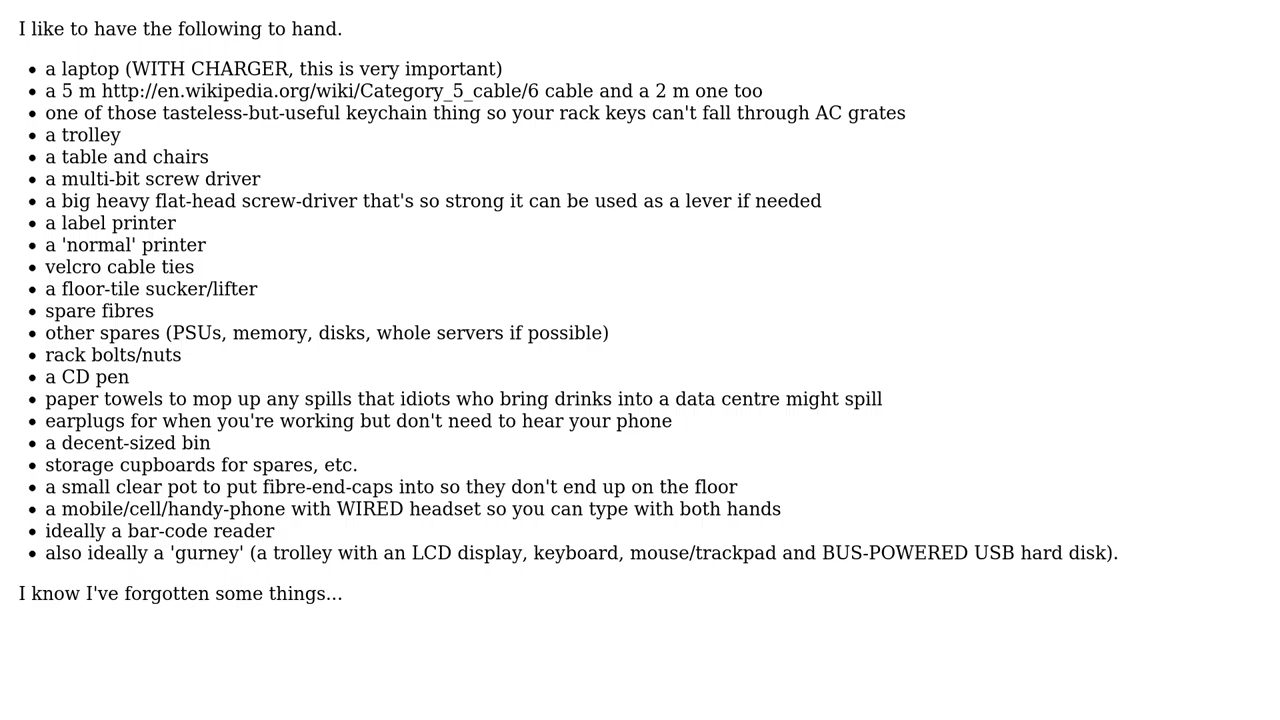 I like to have the following to hand.
• a laptop (WITH CHARGER, this is very important)
• a 5 m http://en.wikipedia.org/wiki/Category_5_cable/6 cable and a 2 m one too
• one of those tasteless-but-useful keychain thing so your rack keys can't fall through AC grates
• a trolley
• a table and chairs
• a multi-bit screw driver
• a big heavy flat-head screw-driver that's so strong it can be used as a lever if needed
• a label printer
• a 'normal' printer
• velcro cable ties
• a floor-tile sucker/lifter
• spare fibres
• other spares (PSUs, memory, disks, whole servers if possible)
• rack bolts/nuts
• a CD pen
• paper towels to mop up any spills that idiots who bring drinks into a data centre might spill
• earplugs for when you're working but don't need to hear your phone
• a decent-sized bin
• storage cupboards for spares, etc.
• a small clear pot to put fibre-end-caps into so they don't end up on the floor
• a mobile/cell/handy-phone with WIRED headset so you can type with both hands
• ideally a bar-code reader
• also ideally a 'gurney' (a trolley with an LCD display, keyboard, mouse/trackpad and BUS-POWERED USB hard disk).
I know I've forgotten some things...